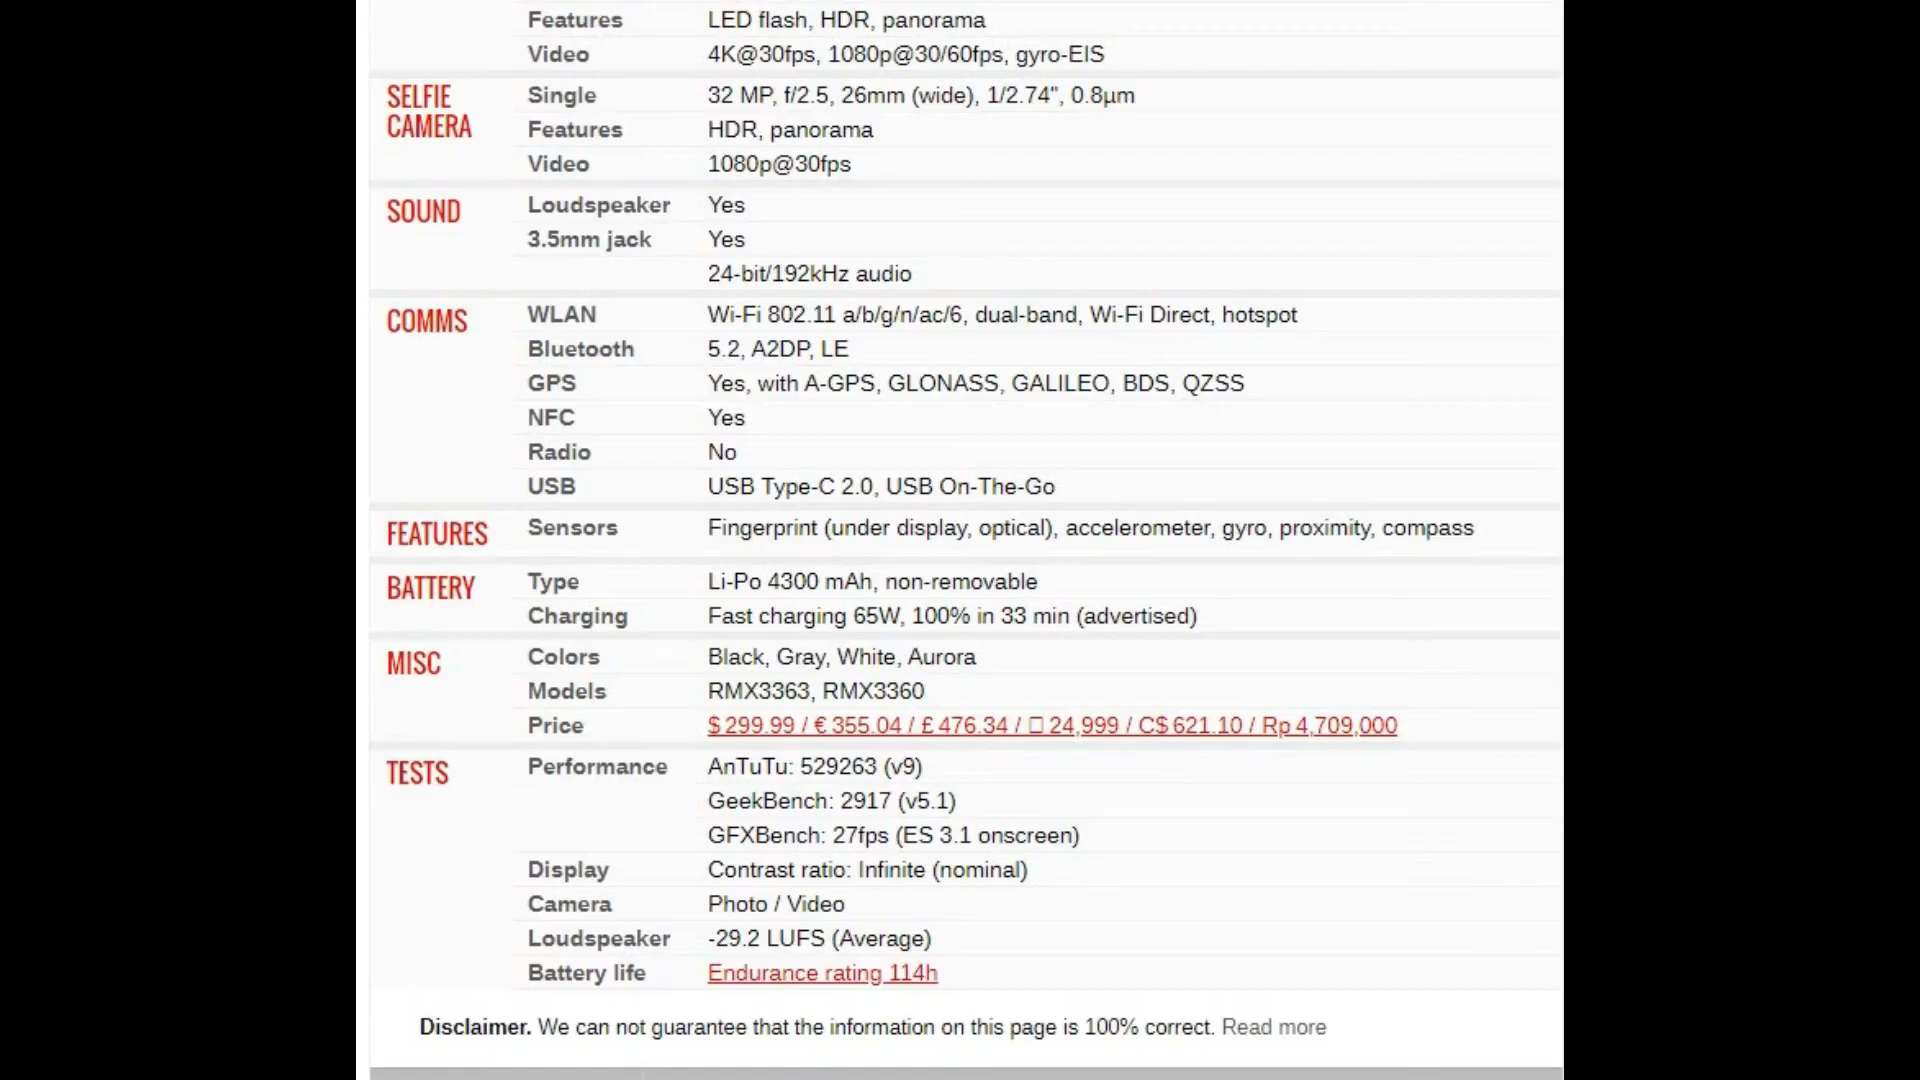 Features LED flash, HDR, panorama
Video 4K@30fps, 1080p@30/60fps, gyro-EIS
SELFIE CAMERA Single 32 MP, f/2.5, 26mm (wide), 1/2.74", 0.8µm
Features HDR, panorama
Video 1080p@30fps
SOUND Loudspeaker Yes
3.5mm jack Yes
24-bit/192kHz audio
COMMS WLAN Wi-Fi 802.11 a/b/g/n/ac/6, dual-band, Wi-Fi Direct, hotspot
Bluetooth 5.2, A2DP, LE
GPS Yes, with A-GPS, GLONASS, GALILEO, BDS, QZSS
NFC Yes
Radio No
USB USB Type-C 2.0, USB On-The-Go
FEATURES Sensors Fingerprint (under display, optical), accelerometer, gyro, proximity, compass
BATTERY Type Li-Po 4300 mAh, non-removable
Charging Fast charging 65W, 100% in 33 min (advertised)
MISC Colors Black, Gray, White, Aurora
Models RMX3363, RMX3360
Price $ 299.99 / € 355.04 / £ 476.34 / □ 24,999 / C$ 621.10 / Rp 4,709,000
TESTS Performance AnTuTu: 529263 (v9)
GeekBench: 2917 (v5.1)
GFXBench: 27fps (ES 3.1 onscreen)
Display Contrast ratio: Infinite (nominal)
Camera Photo / Video
Loudspeaker -29.2 LUFS (Average)
Battery life Endurance rating 114h
Disclaimer. We can not guarantee that the information on this page is 100% correct. Read more